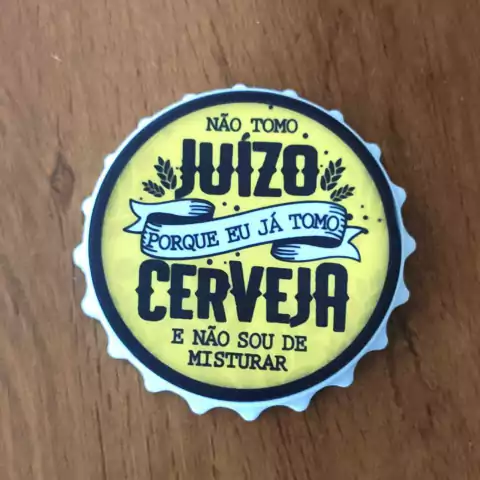 NÃO TOMO
JUÍZO
PORQUE EU JÁ TOMO
CERVEJA
E NÃO SOU DE
MISTURAR